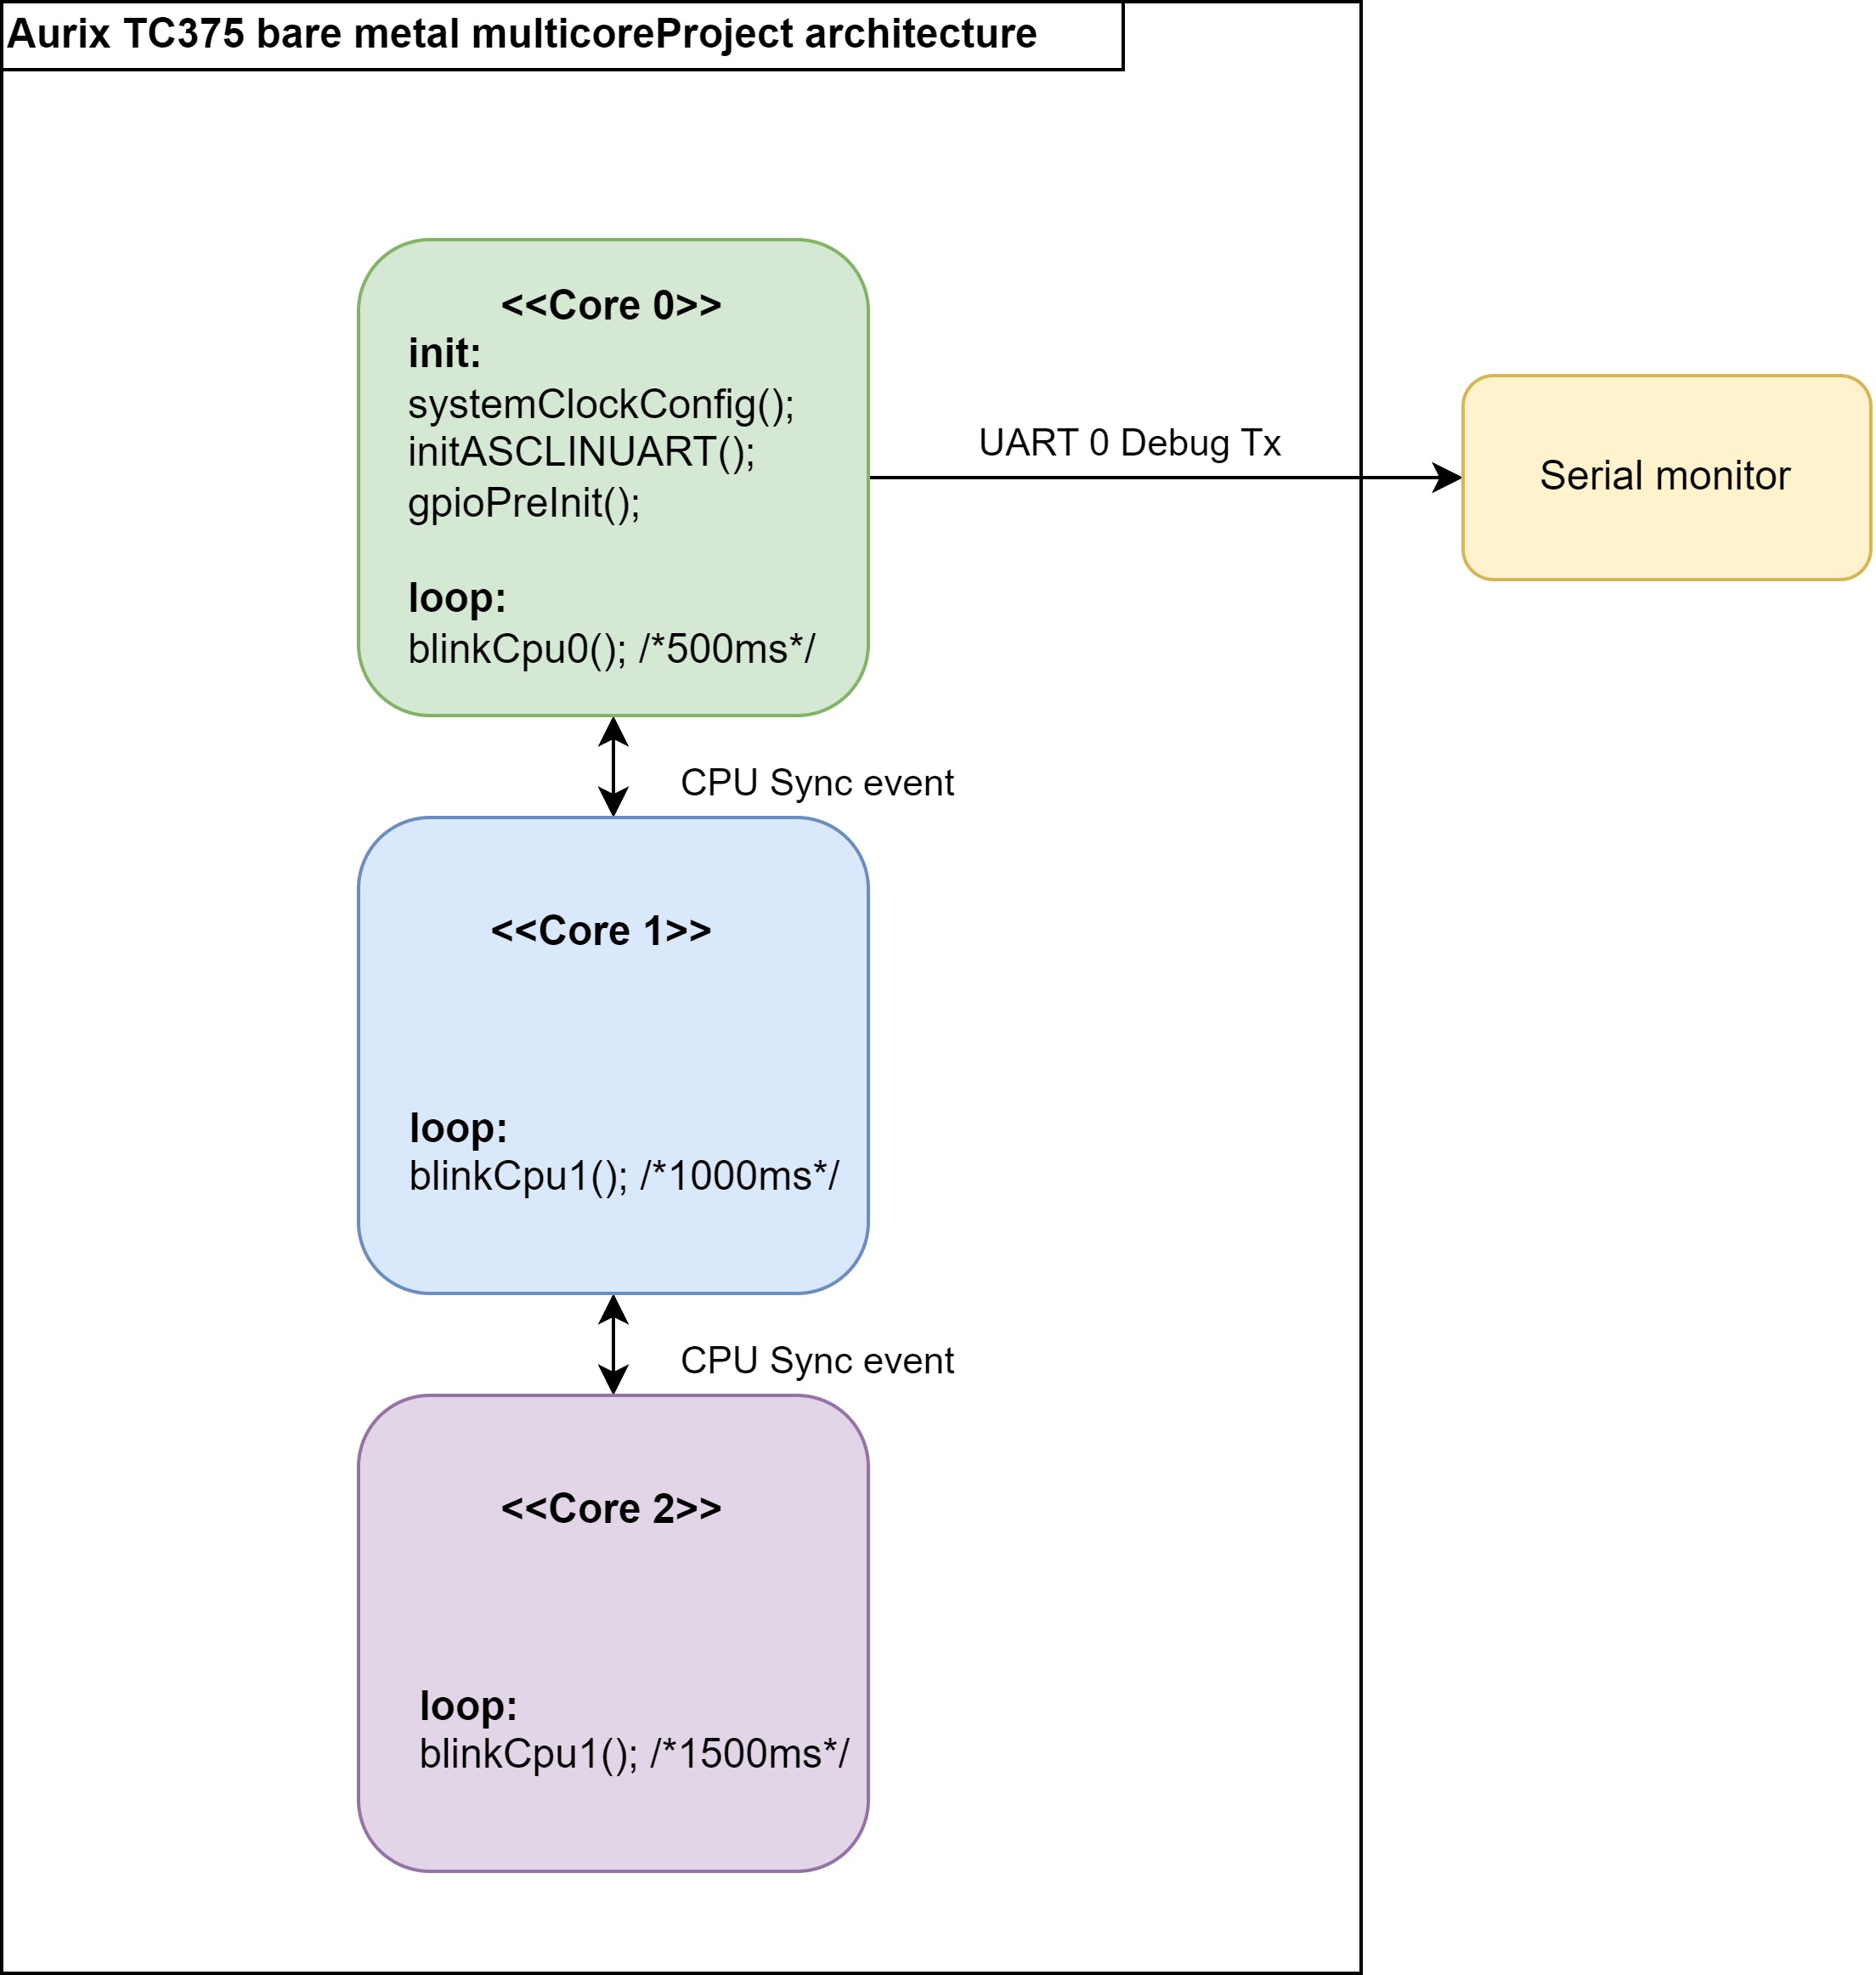 Aurix TC375 bare metal multicoreProject architecture
<<Core 0>>
init:
systemClockConfig();
initASCLINUART();
gpioPreInit();
loop:
blinkCpu0(); /*500ms*/
UART 0 Debug Tx
Serial monitor
CPU Sync event
<<Core 1>>
loop:
blinkCpu1(); /*1000ms*/
CPU Sync event
<<Core 2>>
loop:
blinkCpu1(); /*1500ms*/